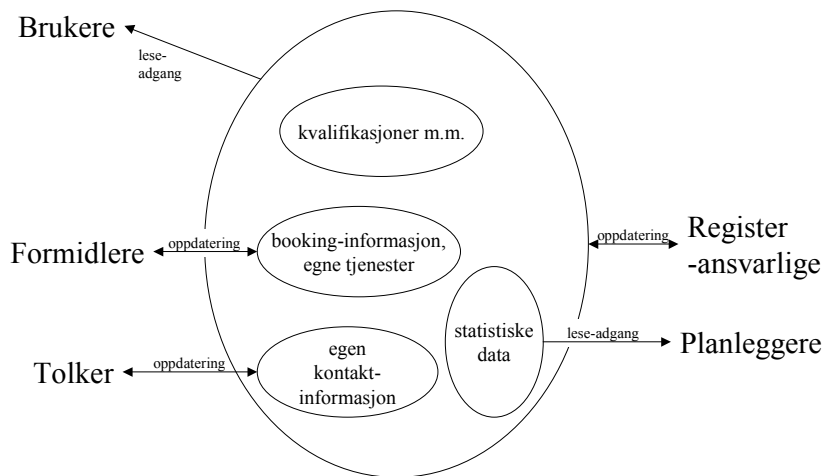 Brukere
lese-
adgang
kvalifikasjoner m.m.
Formidlere
oppdatering
booking-informasjon,
egne tjenester
oppdatering
Register
-ansvarlige
statistiske
data
lese-adgang
Planleggere
Tolker
oppdatering
egen
kontakt-
informasjon